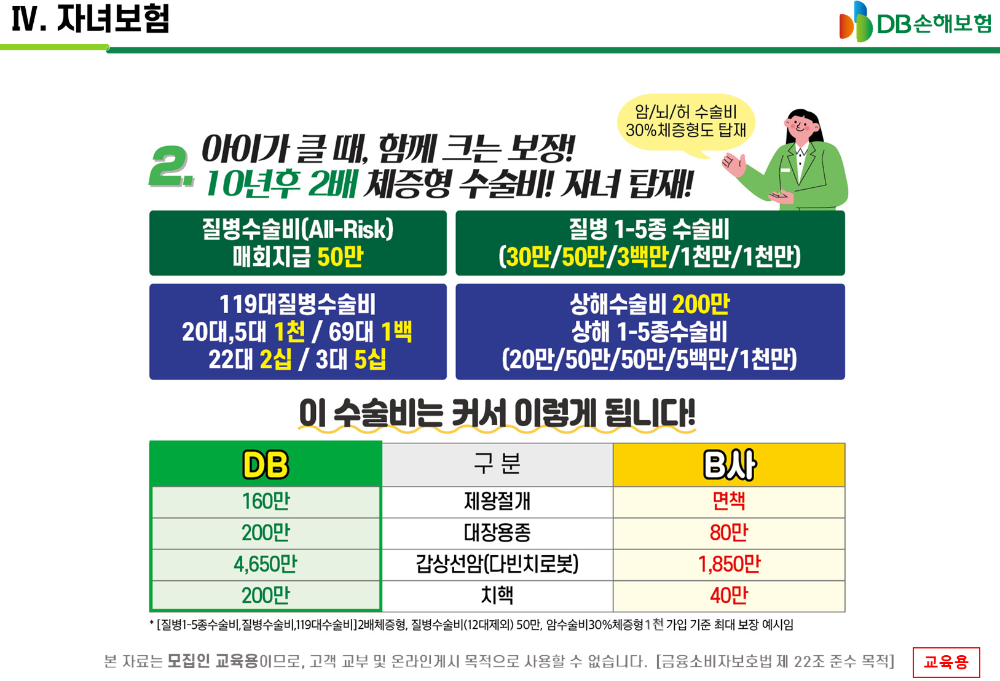 Ⅳ. 자녀보험
DB손해보험
암/뇌/허 수술비
30%체증형도 탑재
2. 아이가 클 때, 함께 크는 보장!
10년후 2배 체증형 수술비! 자녀 탑재!
질병수술비(All-Risk)
매회지급 50만
질병 1-5종 수술비
(30만/50만/3백만/1천만/1천만)
119대질병수술비
20대,5대 1천 / 69대 1백
22대 2십 / 3대 5십
상해수술비 200만
상해 1-5종수술비
(20만/50만/50만/5백만/1천만)
이 수술비는 커서 이렇게 됩니다!
DB 구 분 B사
160만 제왕절개 면책
200만 대장용종 80만
4,650만 갑상선암(다빈치로봇) 1,850만
200만 치핵 40만
* [질병1-5종수술비,질병수술비,119대수술비]2배체증형, 질병수술비(12대제외) 50만, 암수술비30%체증형1천 가입 기준 최대 보장 예시임
본 자료는 모집인 교육용이므로, 고객 교부 및 온라인게시 목적으로 사용할 수 없습니다. [금융소비자보호법 제 22조 준수 목적]
교육용